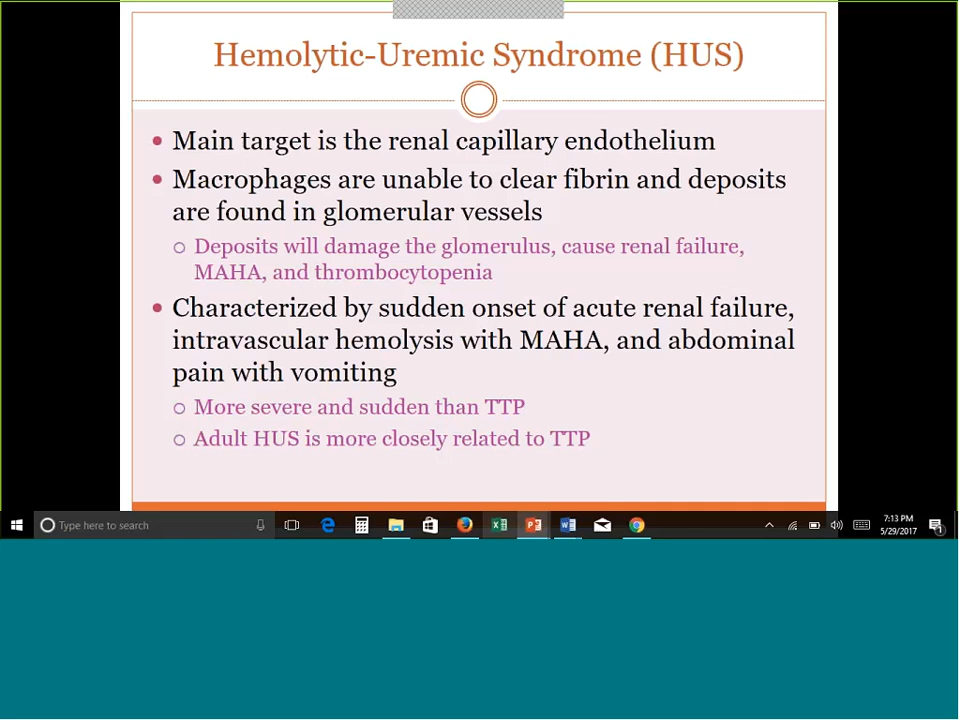 Hemolytic-Uremic Syndrome (HUS)
Main target is the renal capillary endothelium
Macrophages are unable to clear fibrin and deposits
are found in glomerular vessels
Deposits will damage the glomerulus, cause renal failure,
MAHA, and thrombocytopenia
Characterized by sudden onset of acute renal failure,
intravascular hemolysis with MAHA, and abdominal
pain with vomiting
More severe and sudden than TTP
Adult HUS is more closely related to TTP
Type here to search
7:13 PM
5/29/2017
1